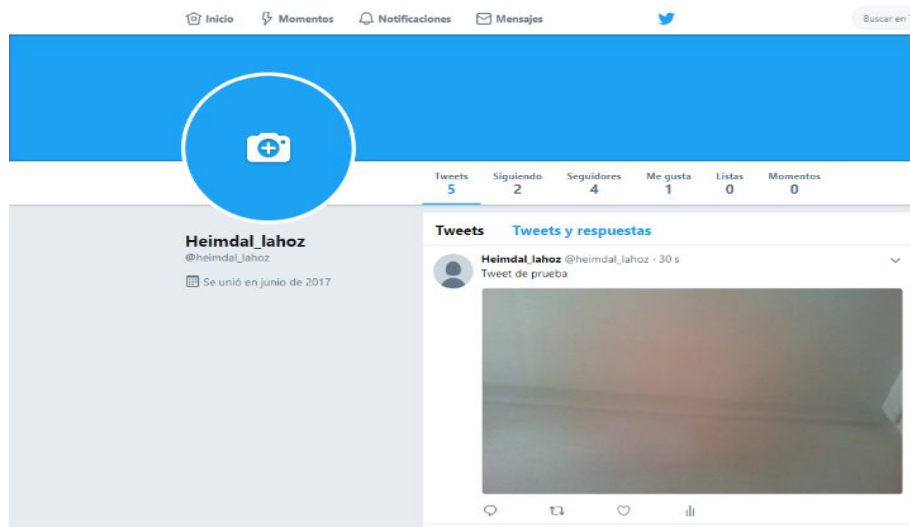 Inicio Momentos Notificaciones Mensajes Buscar en
Tweets Siguiendo Seguidores Me gusta Listas Momentos
5 2 4 1 0 0
Heimdal_lahoz
@heimdal_lahoz
Se unió en junio de 2017
Tweets Tweets y respuestas
Heimdal_lahoz @heimdal_lahoz · 30 s
Tweet de prueba